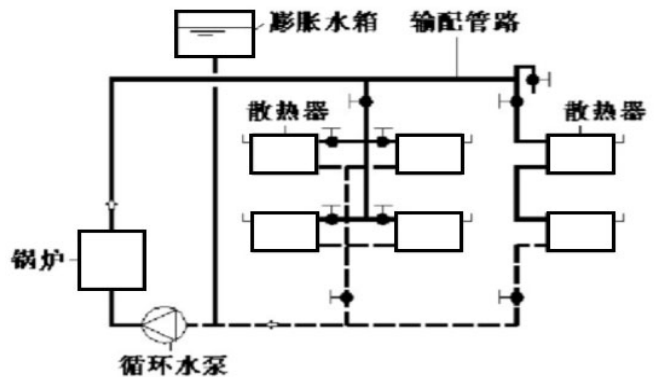 膨胀水箱
输配管路
散热器
散热器
锅炉
循环水泵